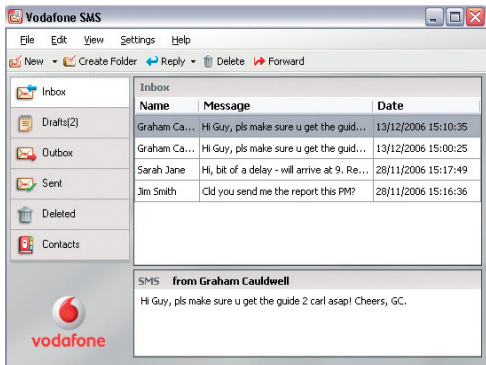 Vodafone SMS
File Edit View Settings Help
New Create Folder Reply Delete Forward
Inbox
Drafts(2)
Outbox
Sent
Deleted
Contacts
vodafone
Inbox
Name Message Date
Graham Ca... Hi Guy, pls make sure u get the guid... 13/12/2006 15:10:35
Graham Ca... Hi Guy, pls make sure u get the guid... 13/12/2006 15:00:25
Sarah Jane Hi, bit of a delay - will arrive at 9. Re... 28/11/2006 15:17:49
Jim Smith Cld you send me the report this PM? 28/11/2006 15:16:36
SMS from Graham Cauldwell
Hi Guy, pls make sure u get the guide 2 carl asap! Cheers, GC.